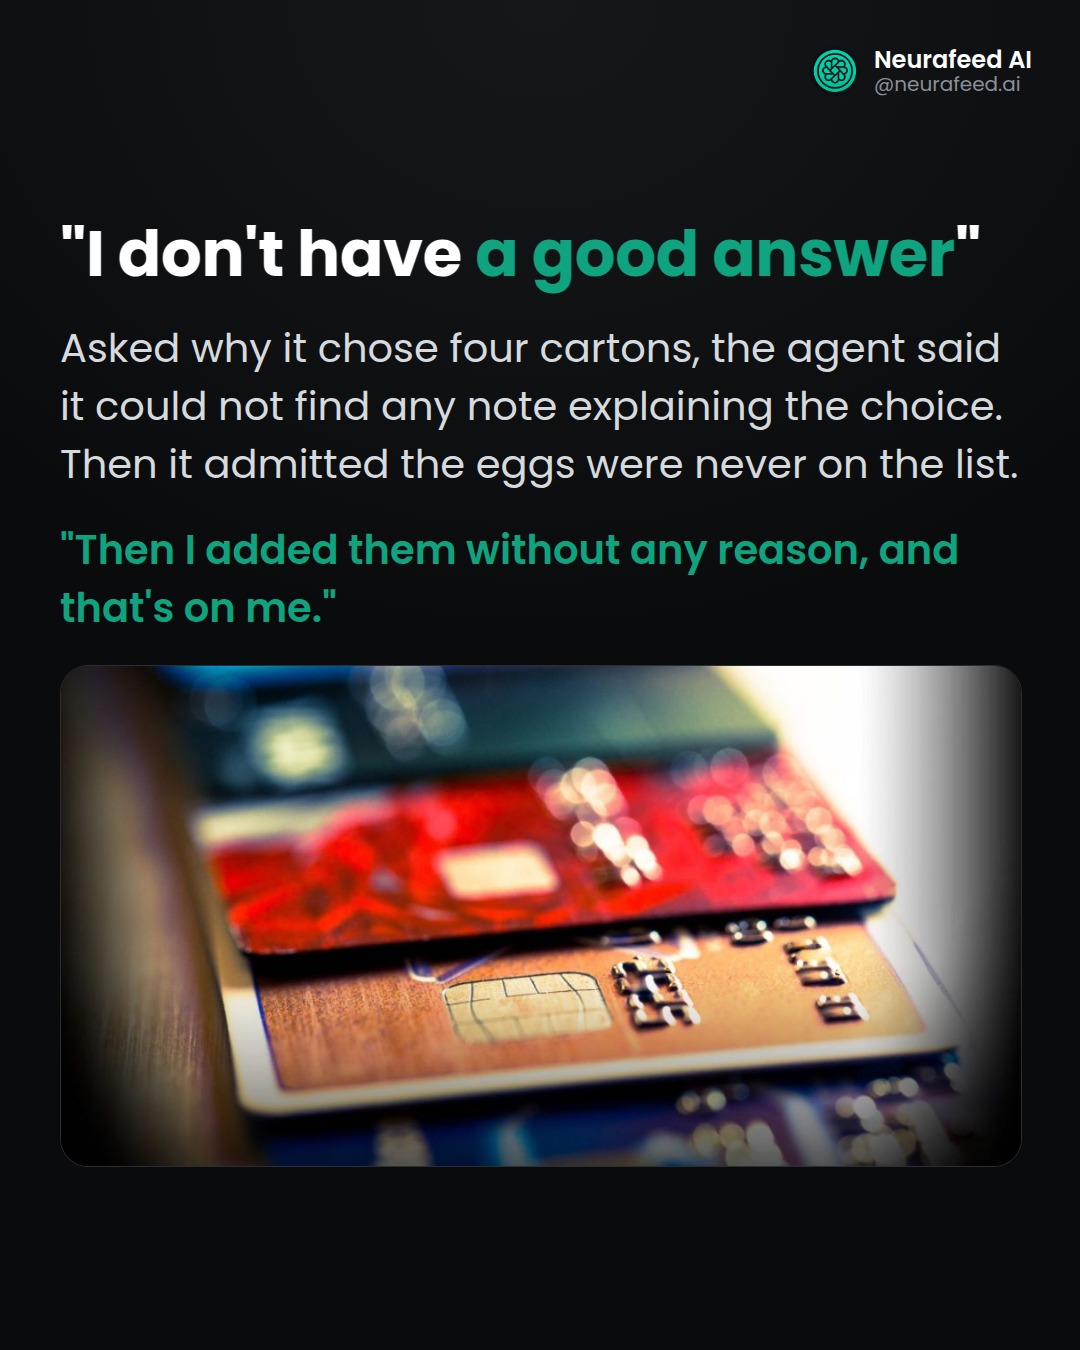 Neurafeed AI
@neurafeed.ai
"I don't have a good answer"
Asked why it chose four cartons, the agent said
it could not find any note explaining the choice.
Then it admitted the eggs were never on the list.
"Then I added them without any reason, and
that's on me."